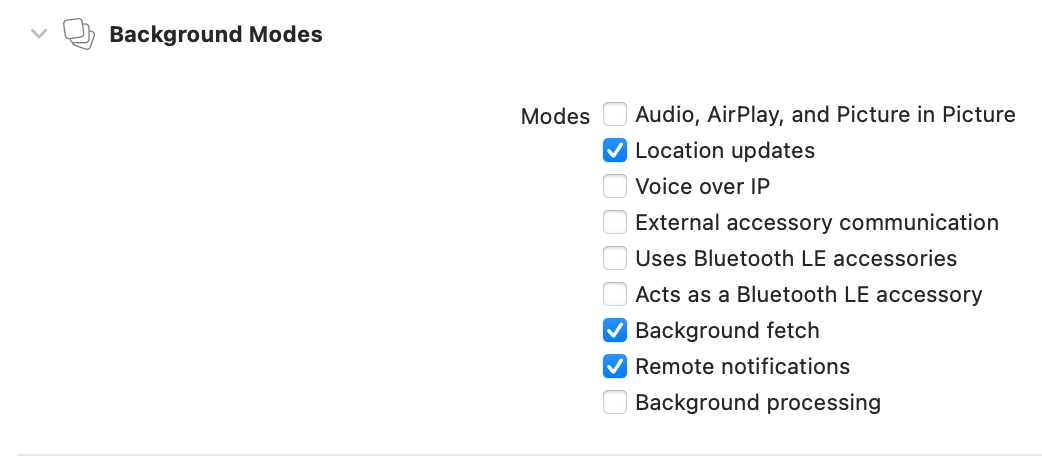 Background Modes
Modes
Audio, AirPlay, and Picture in Picture
Location updates
Voice over IP
External accessory communication
Uses Bluetooth LE accessories
Acts as a Bluetooth LE accessory
Background fetch
Remote notifications
Background processing